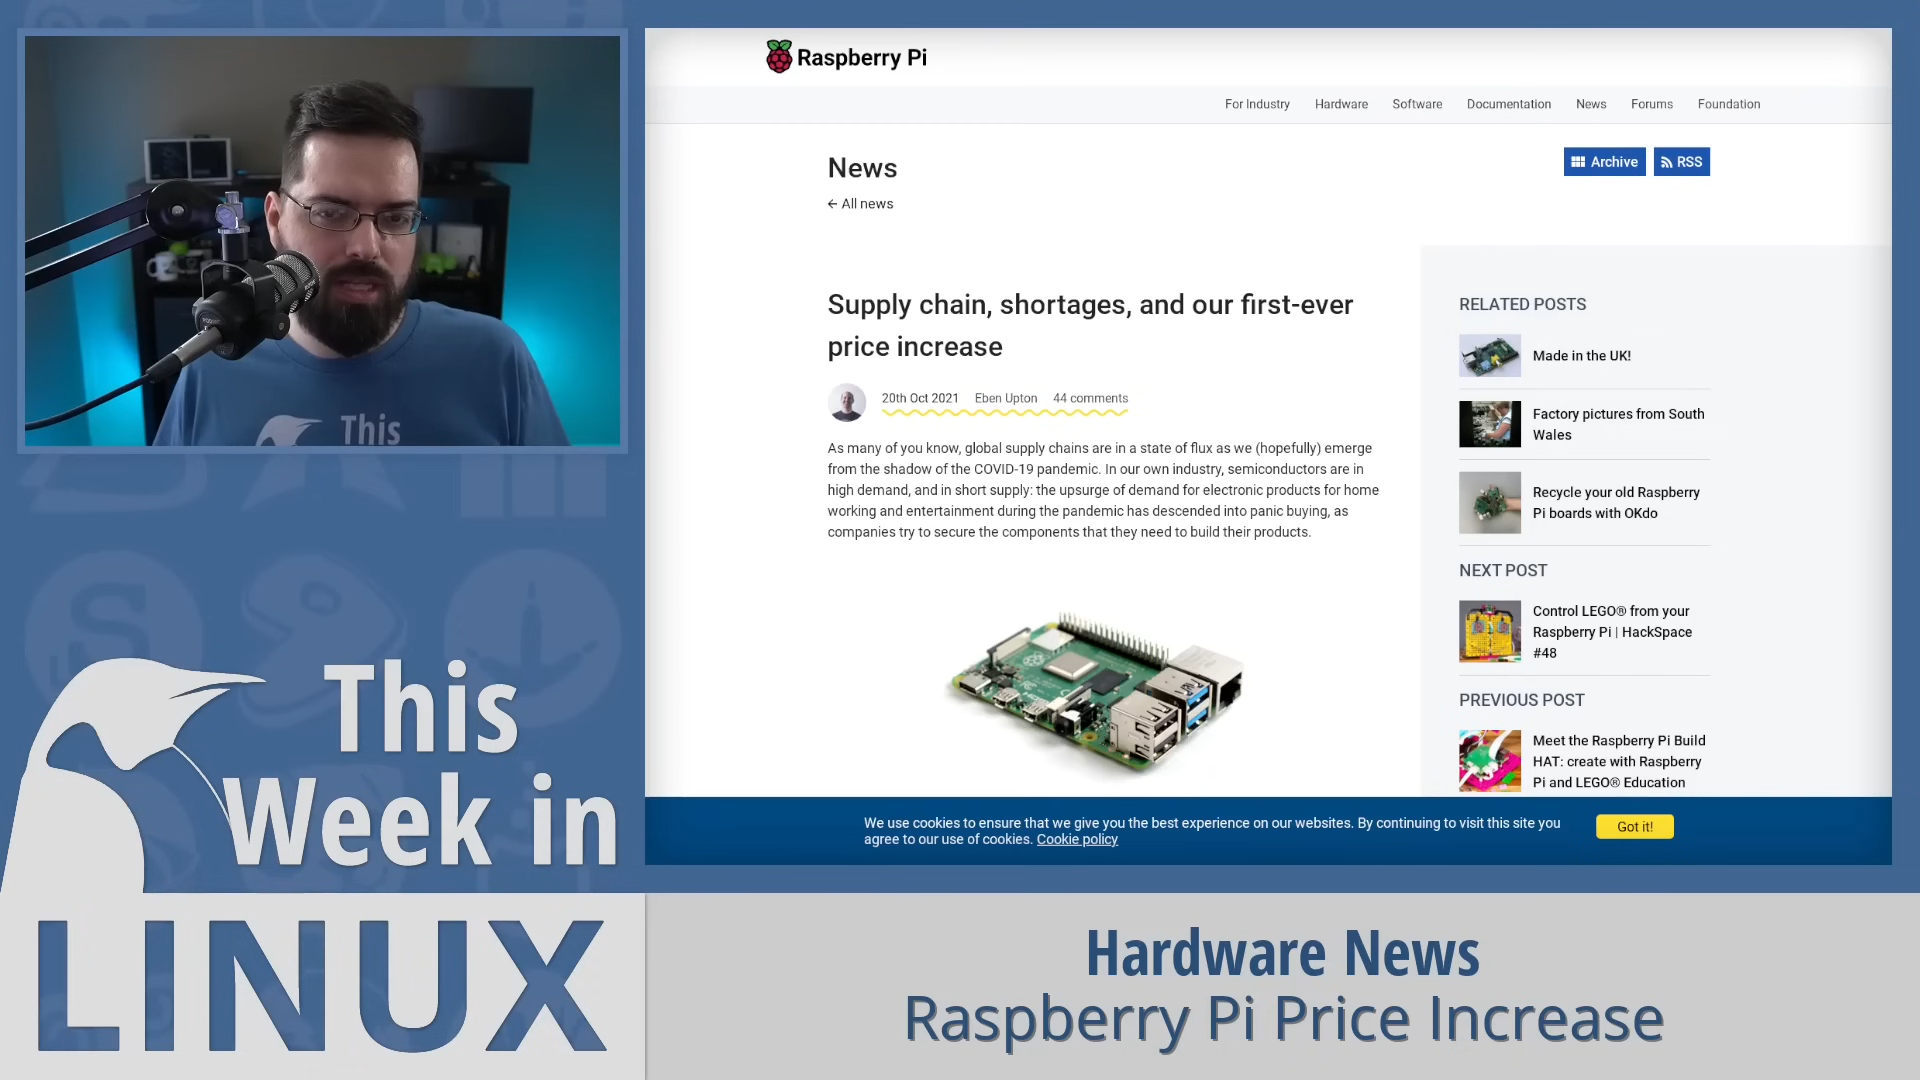 Raspberry Pi
For Industry Hardware Software Documentation News Forums Foundation
News
Archive RSS
← All news
Supply chain, shortages, and our first-ever
price increase
20th Oct 2021 Eben Upton 44 comments
As many of you know, global supply chains are in a state of flux as we (hopefully) emerge
from the shadow of the COVID-19 pandemic. In our own industry, semiconductors are in
high demand, and in short supply: the upsurge of demand for electronic products for home
working and entertainment during the pandemic has descended into panic buying, as
companies try to secure the components that they need to build their products.
RELATED POSTS
Made in the UK!
Factory pictures from South
Wales
Recycle your old Raspberry
Pi boards with OKdo
NEXT POST
Control LEGO® from your
Raspberry Pi | HackSpace
#48
PREVIOUS POST
Meet the Raspberry Pi Build
HAT: create with Raspberry
Pi and LEGO® Education
We use cookies to ensure that we give you the best experience on our websites. By continuing to visit this site you
agree to our use of cookies. Cookie policy
Got it!
This
This
Week in
LINUX
Hardware News
Raspberry Pi Price Increase